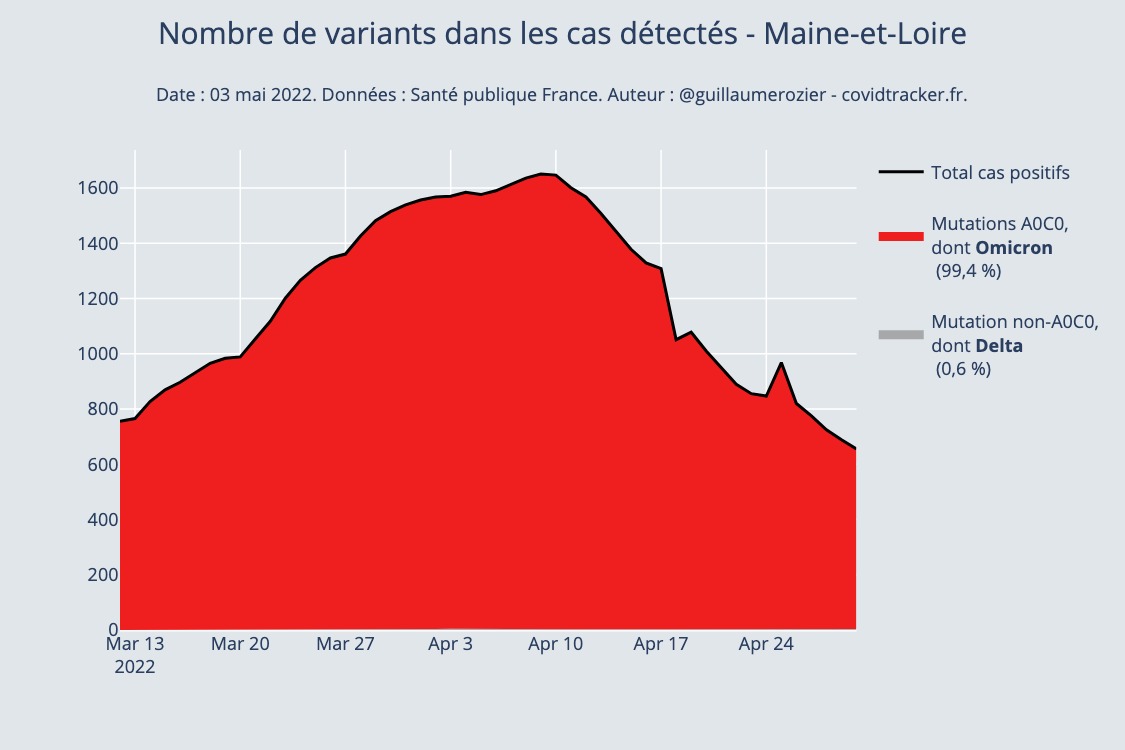 Nombre de variants dans les cas détectés - Maine-et-Loire
Date : 03 mai 2022. Données : Santé publique France. Auteur : @guillaumerozier - covidtracker.fr.
1600
1400
1200
1000
800
600
400
200
0
Mar 13
2022
Mar 20
Mar 27
Apr 3
Apr 10
Apr 17
Apr 24
Total cas positifs
Mutations A0C0,
dont Omicron
(99,4 %)
Mutation non-A0C0,
dont Delta
(0,6 %)